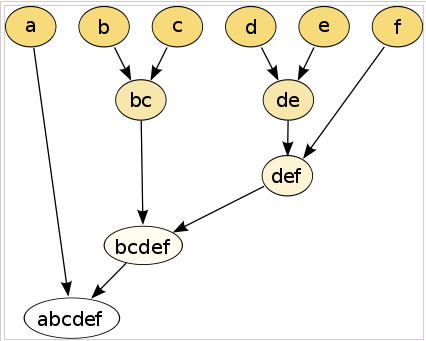 a b c d e f
bc de
def
bcdef
abcdef